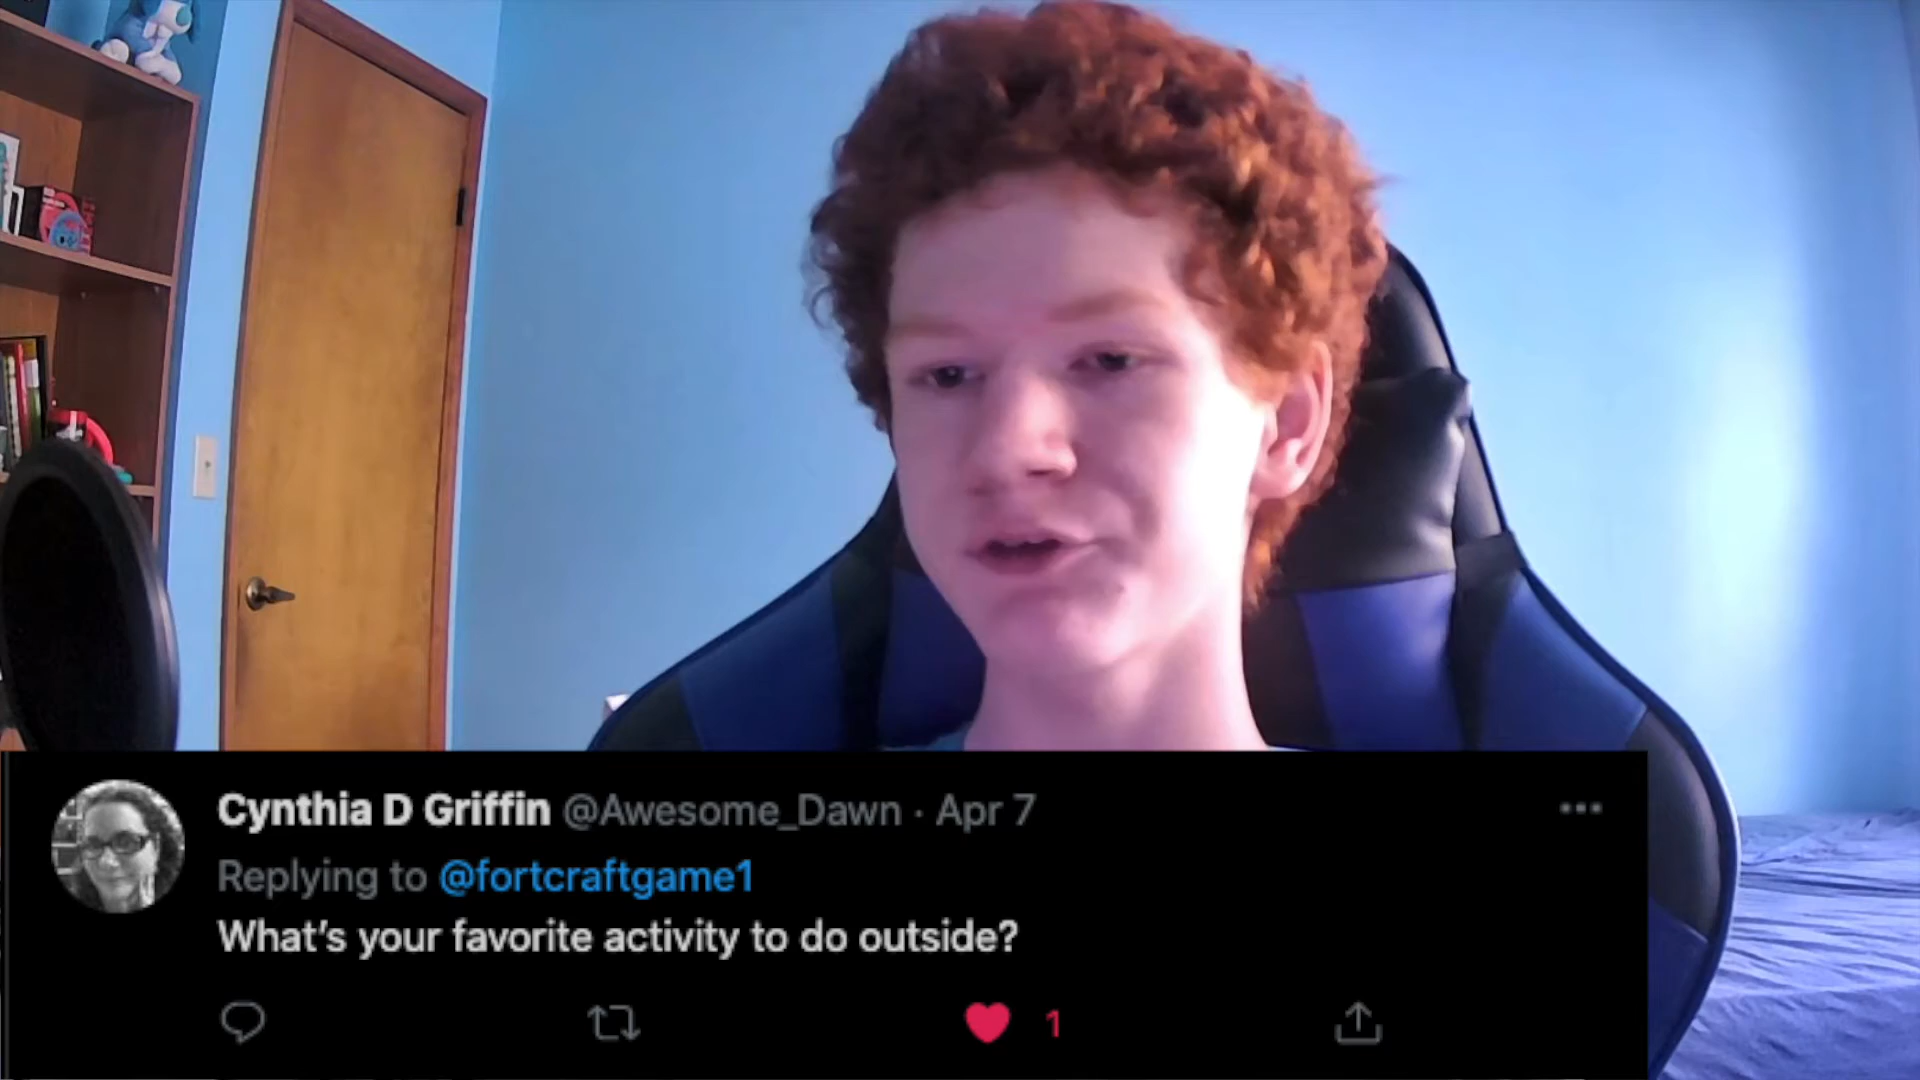 Cynthia D Griffin @Awesome_Dawn · Apr 7
Replying to @fortcraftgame1
What's your favorite activity to do outside?
1